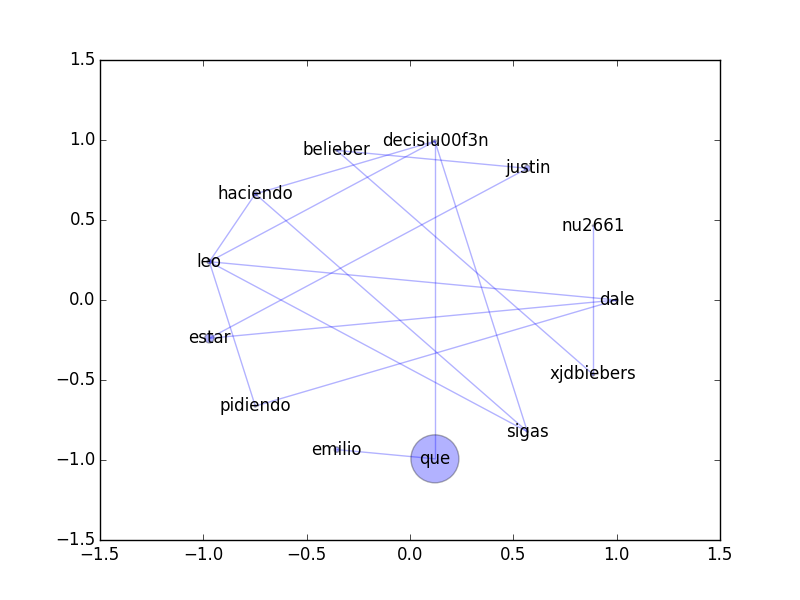 1.5
1.0
0.5
0.0
−0.5
−1.0
−1.5
decisiu00f3n
belieber
justin
haciendo
nu2661
leo
dale
estar
xjdbiebers
pidiendo
sigas
emilio
que
−1.5
−1.0
−0.5
0.0
0.5
1.0
1.5